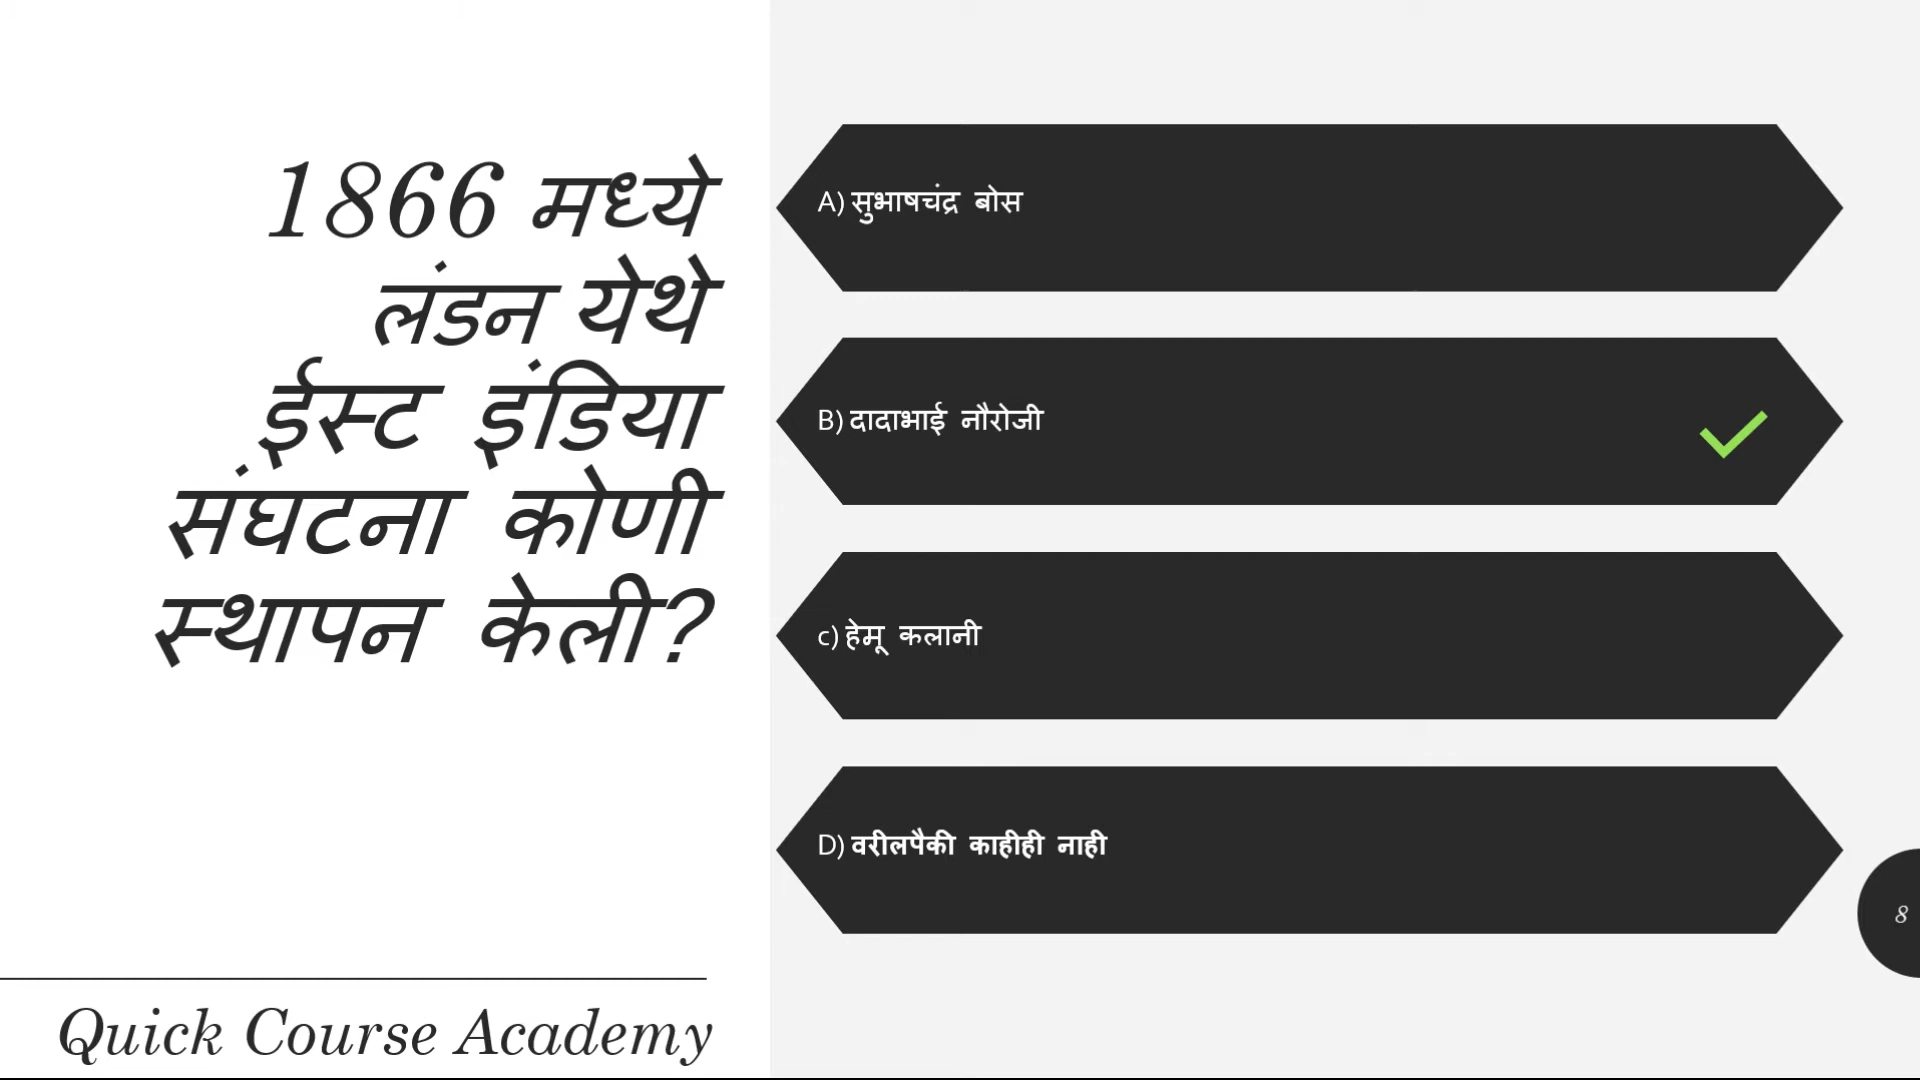 1866 मध्ये
लंडन येथे
ईस्ट इंडिया
संघटना कोणी
स्थापन केली?
Quick Course Academy
A) सुभाषचंद्र बोस
B) दादाभाई नौरोजी
c) हेमू कलानी
D) वरीलपैकी काहीही नाही
8